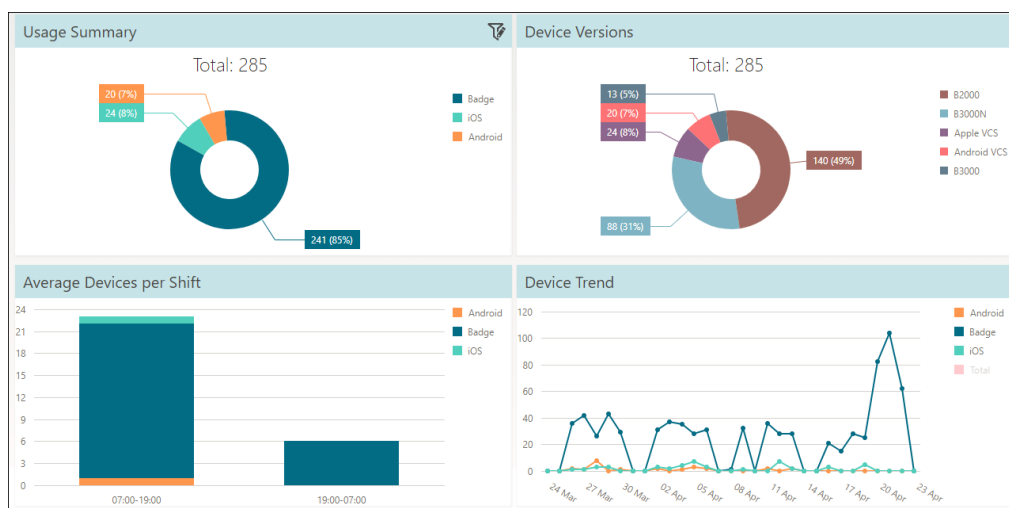 Usage Summary
Total: 285
20 (7%)
24 (8%)
241 (85%)
Badge
iOS
Android
Device Versions
Total: 285
13 (5%)
20 (7%)
24 (8%)
88 (31%)
140 (49%)
B2000
B3000N
Apple VCS
Android VCS
B3000
Average Devices per Shift
24
21
18
15
12
9
6
3
0
07:00-19:00
19:00-07:00
Android
Badge
iOS
Device Trend
120
100
80
60
40
20
0
24 Mar
27 Mar
30 Mar
02 Apr
05 Apr
08 Apr
11 Apr
14 Apr
17 Apr
20 Apr
23 Apr
Android
Badge
iOS
Total